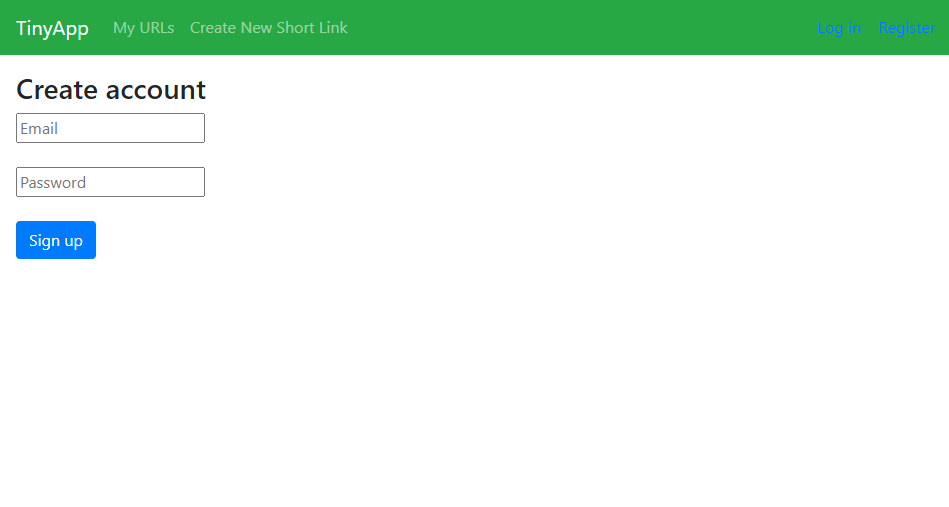 TinyApp My URLs Create New Short Link Log in Register
Create account
Email
Password
Sign up